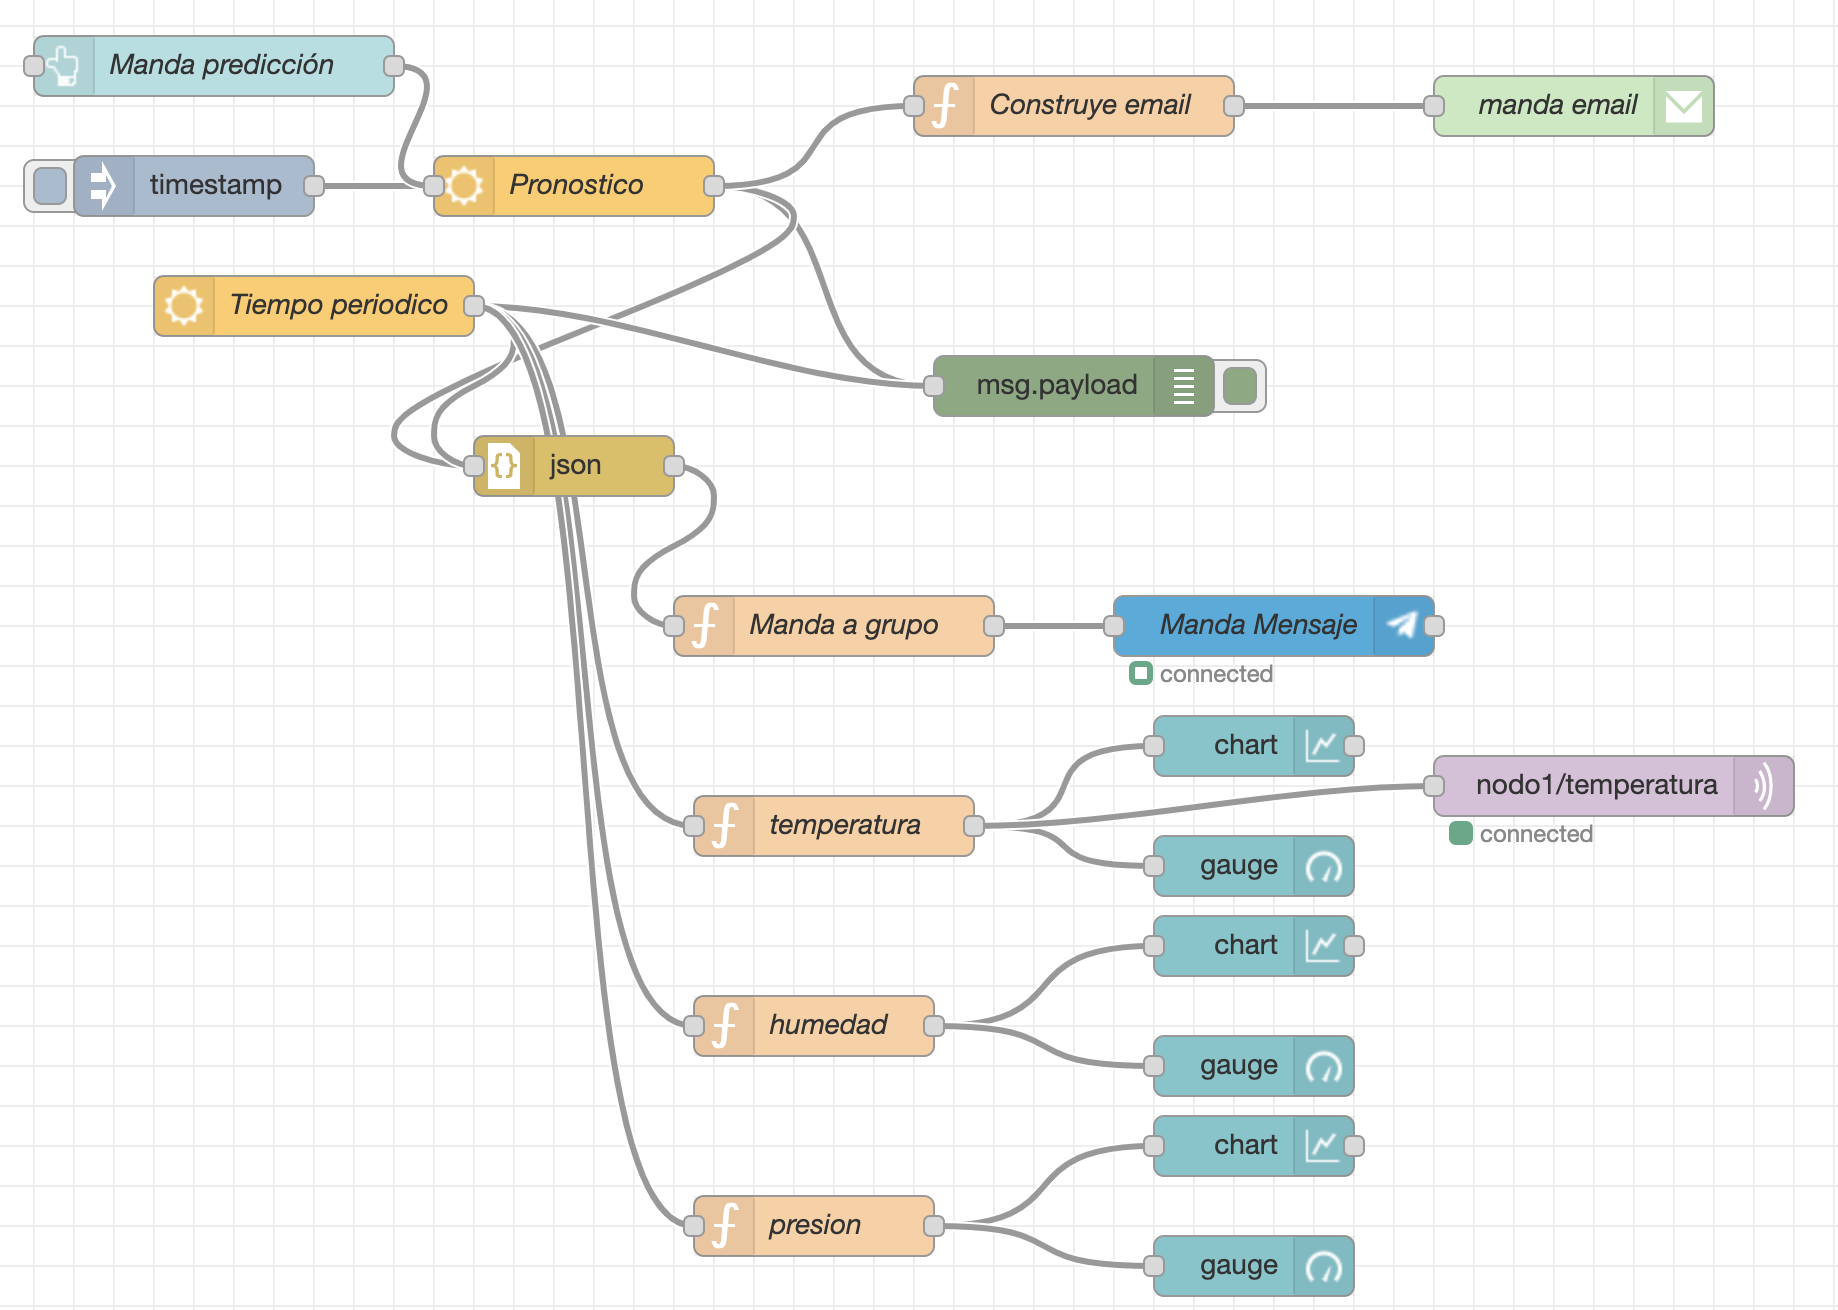 Manda predicción
Construye email
manda email
timestamp
Pronostico
Tiempo periodico
msg.payload
{} json
Manda a grupo
Manda Mensaje
connected
chart
nodo1/temperatura
temperatura
connected
gauge
chart
humedad
gauge
chart
presion
gauge